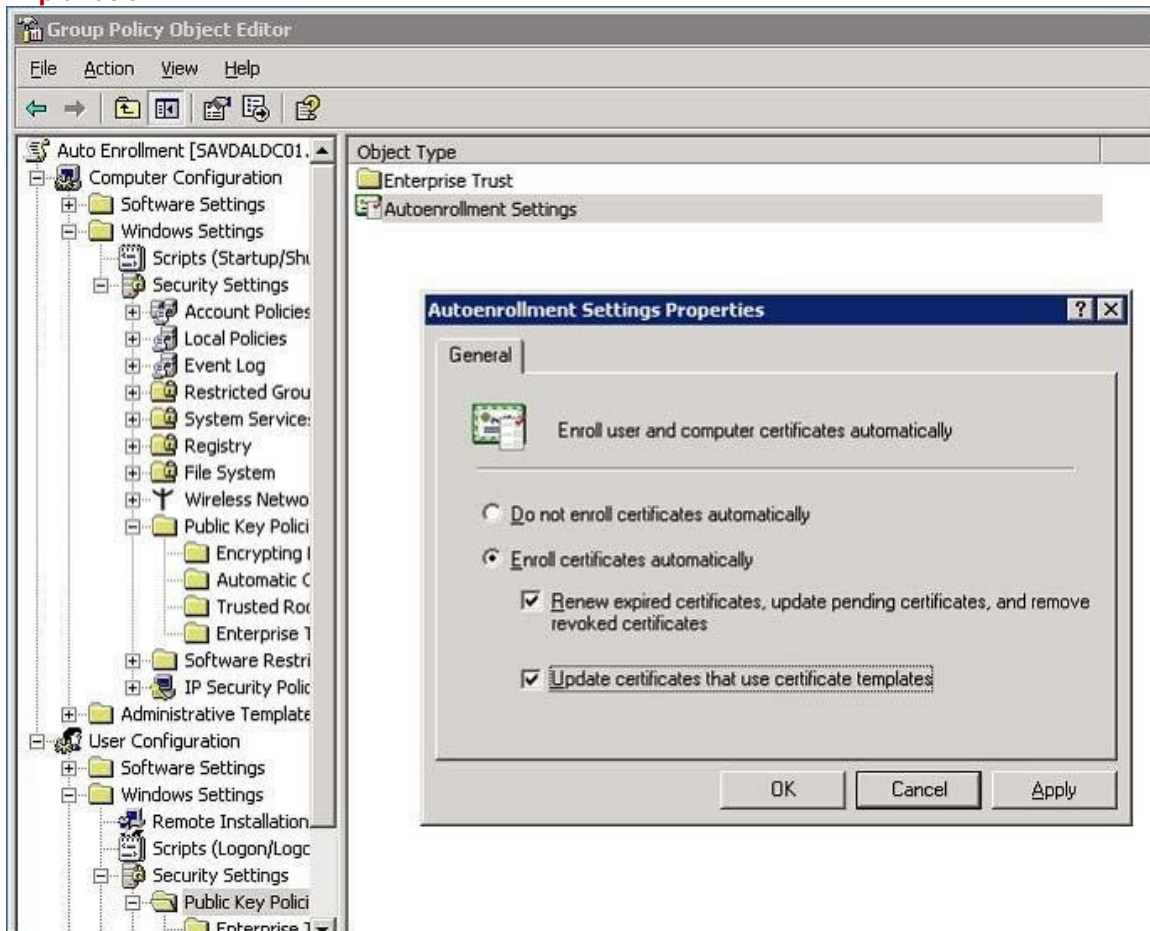 Group Policy Object Editor
File Action View Help
Auto Enrollment [SAVDALDC01.
Computer Configuration
Software Settings
Windows Settings
Scripts (Startup/Shu
Security Settings
Account Policies
Local Policies
Event Log
Restricted Grou
System Service:
Registry
File System
Wireless Netwo
Public Key Polici
Encrypting
Automatic C
Trusted Roo
Enterprise T
Software Restri
IP Security Polic
Administrative Template
User Configuration
Software Settings
Windows Settings
Remote Installation
Scripts (Logon/Logo
Security Settings
Public Key Polici
Enterprise T
Object Type
Enterprise Trust
Autoenrollment Settings
Autoenrollment Settings Properties
General
Enroll user and computer certificates automatically
Do not enroll certificates automatically
Enroll certificates automatically
Renew expired certificates, update pending certificates, and remove
revoked certificates
Update certificates that use certificate templates
OK Cancel Apply